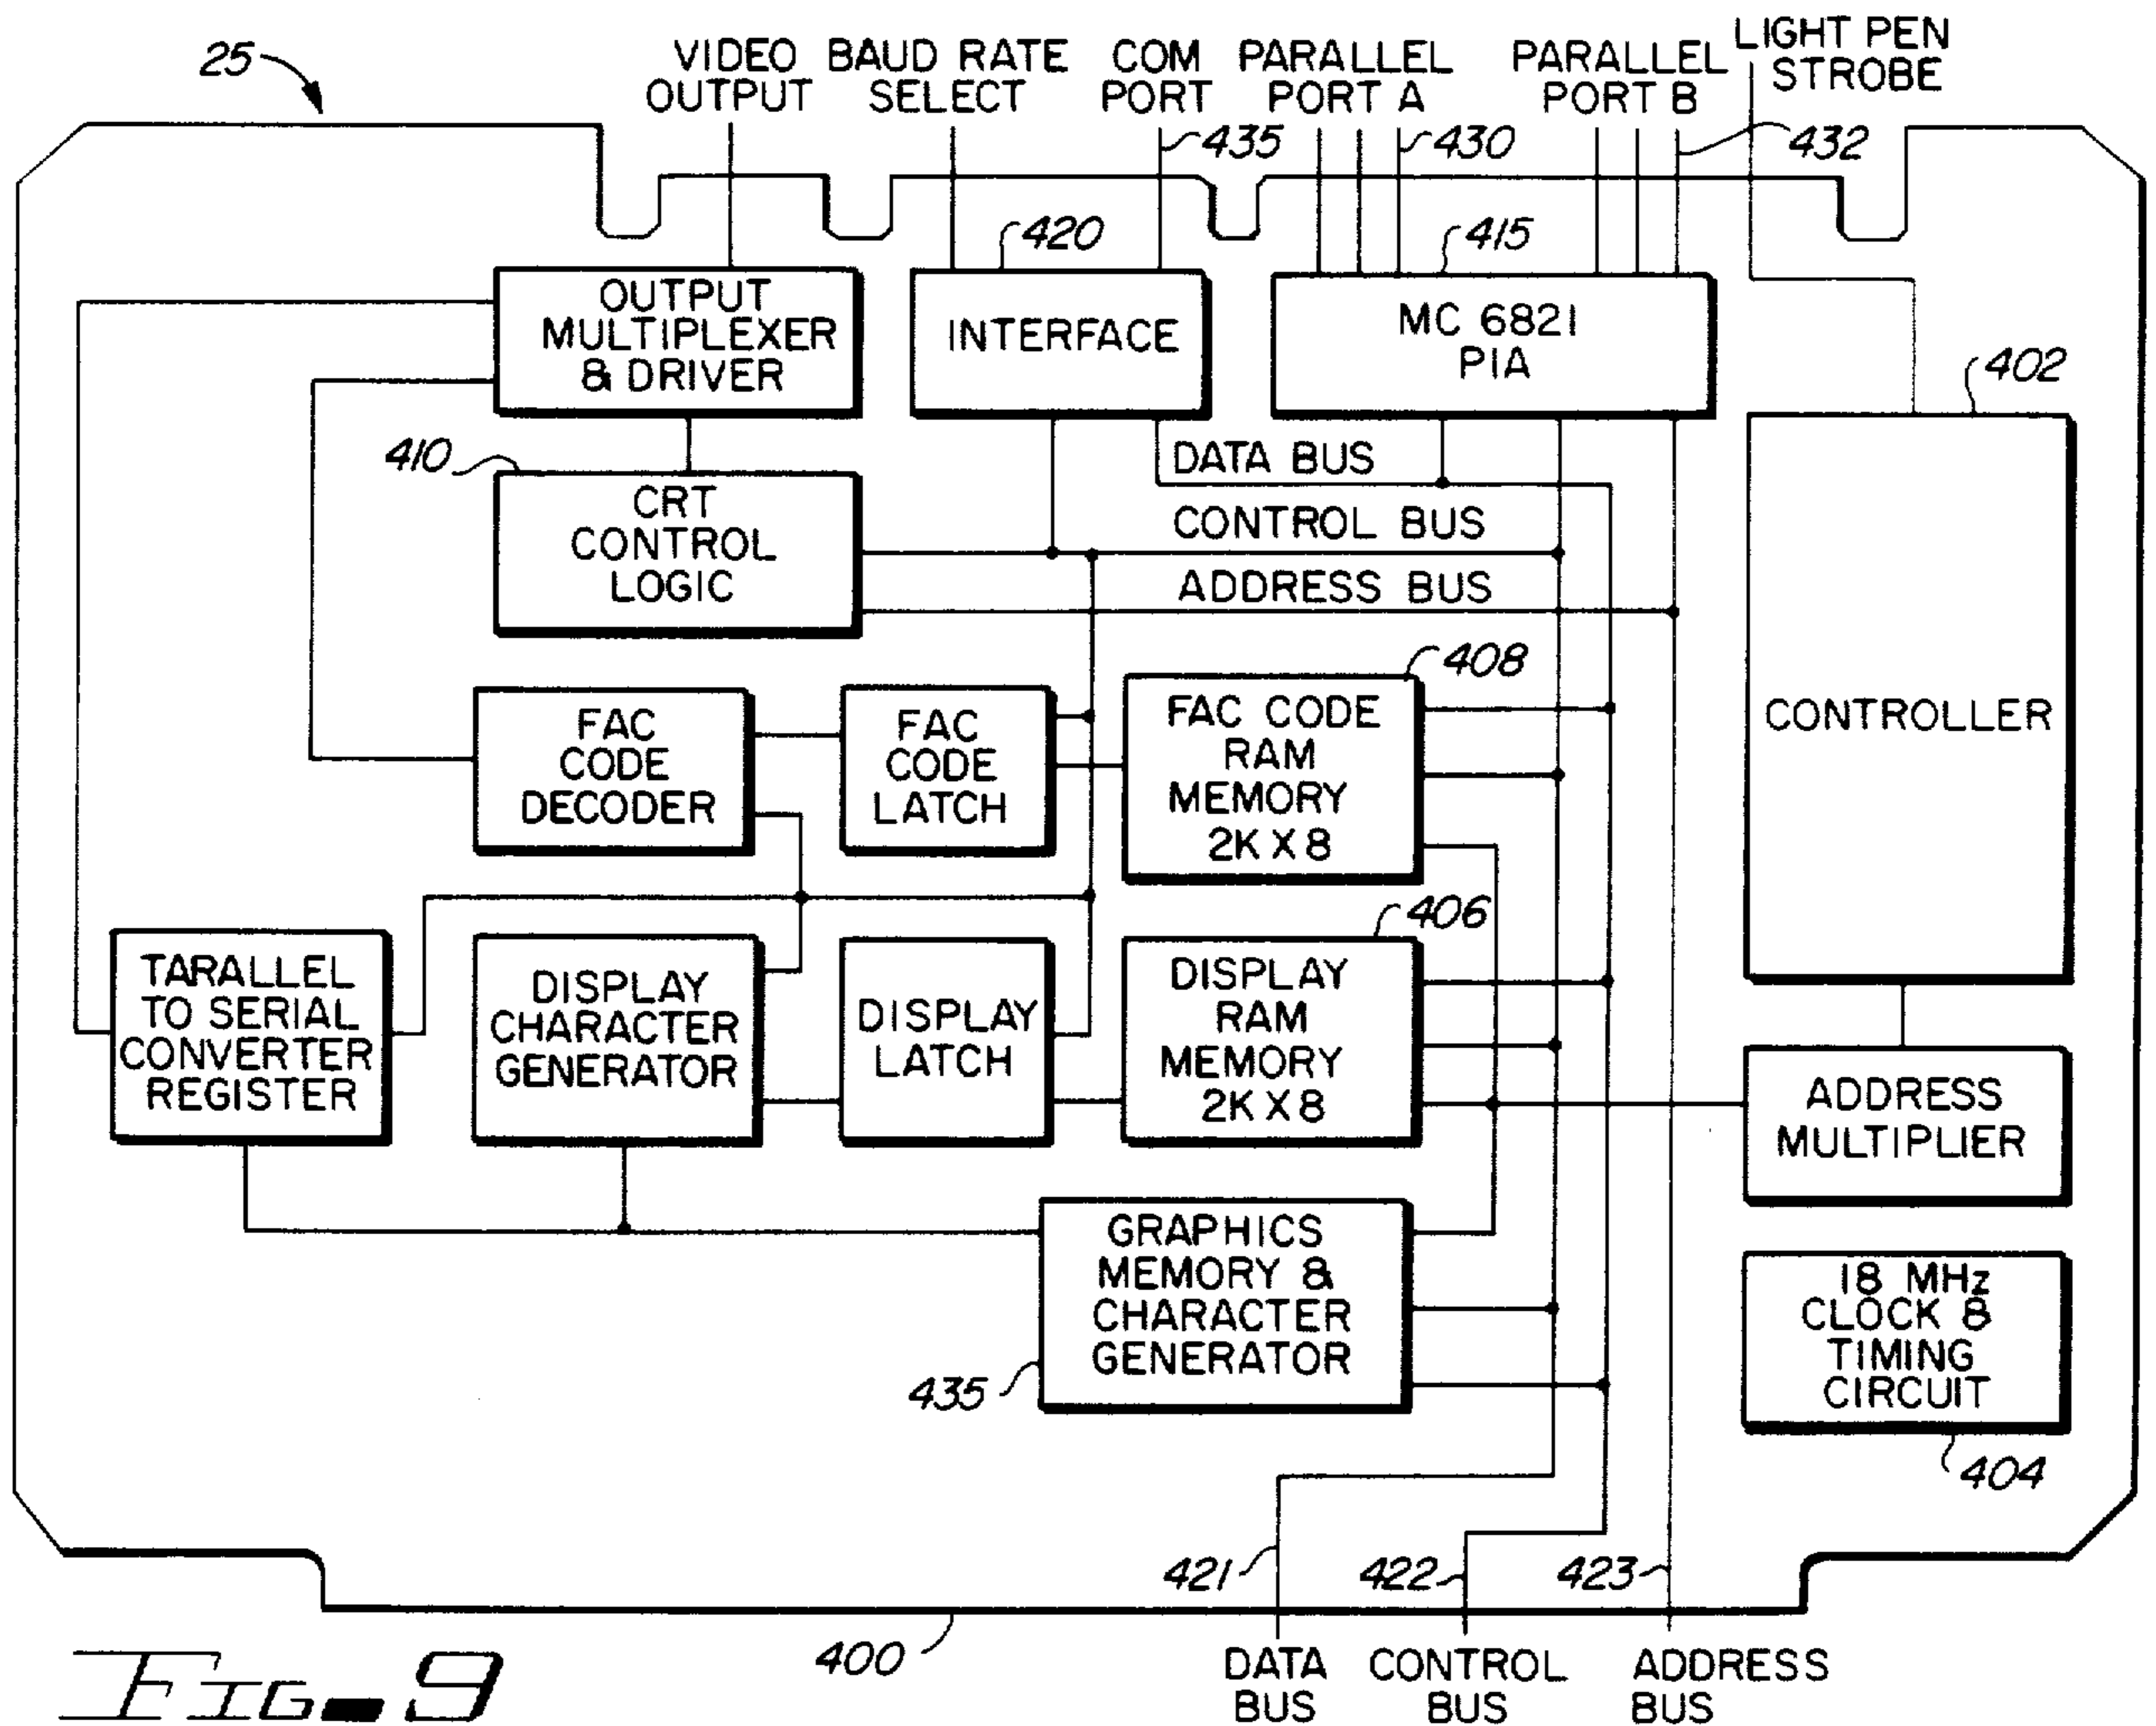 25
VIDEO
OUTPUT
BAUD RATE
SELECT
COM
PORT
PARALLEL
PORT A
PARALLEL
PORT B
LIGHT PEN
STROBE
435
430
432
420
415
OUTPUT
MULTIPLEXER
& DRIVER
INTERFACE
MC 6821
PIA
402
410
CRT
CONTROL
LOGIC
DATA BUS
CONTROL BUS
ADDRESS BUS
CONTROLLER
408
FAC
CODE
DECODER
FAC
CODE
LATCH
FAC CODE
RAM
MEMORY
2K X 8
406
TARALLEL
TO SERIAL
CONVERTER
REGISTER
DISPLAY
CHARACTER
GENERATOR
DISPLAY
LATCH
DISPLAY
RAM
MEMORY
2K X 8
ADDRESS
MULTIPLIER
GRAPHICS
MEMORY &
CHARACTER
GENERATOR
435
18 MHz
CLOCK &
TIMING
CIRCUIT
404
421
422
423
400
DATA
BUS
CONTROL
BUS
ADDRESS
BUS
FIG_9